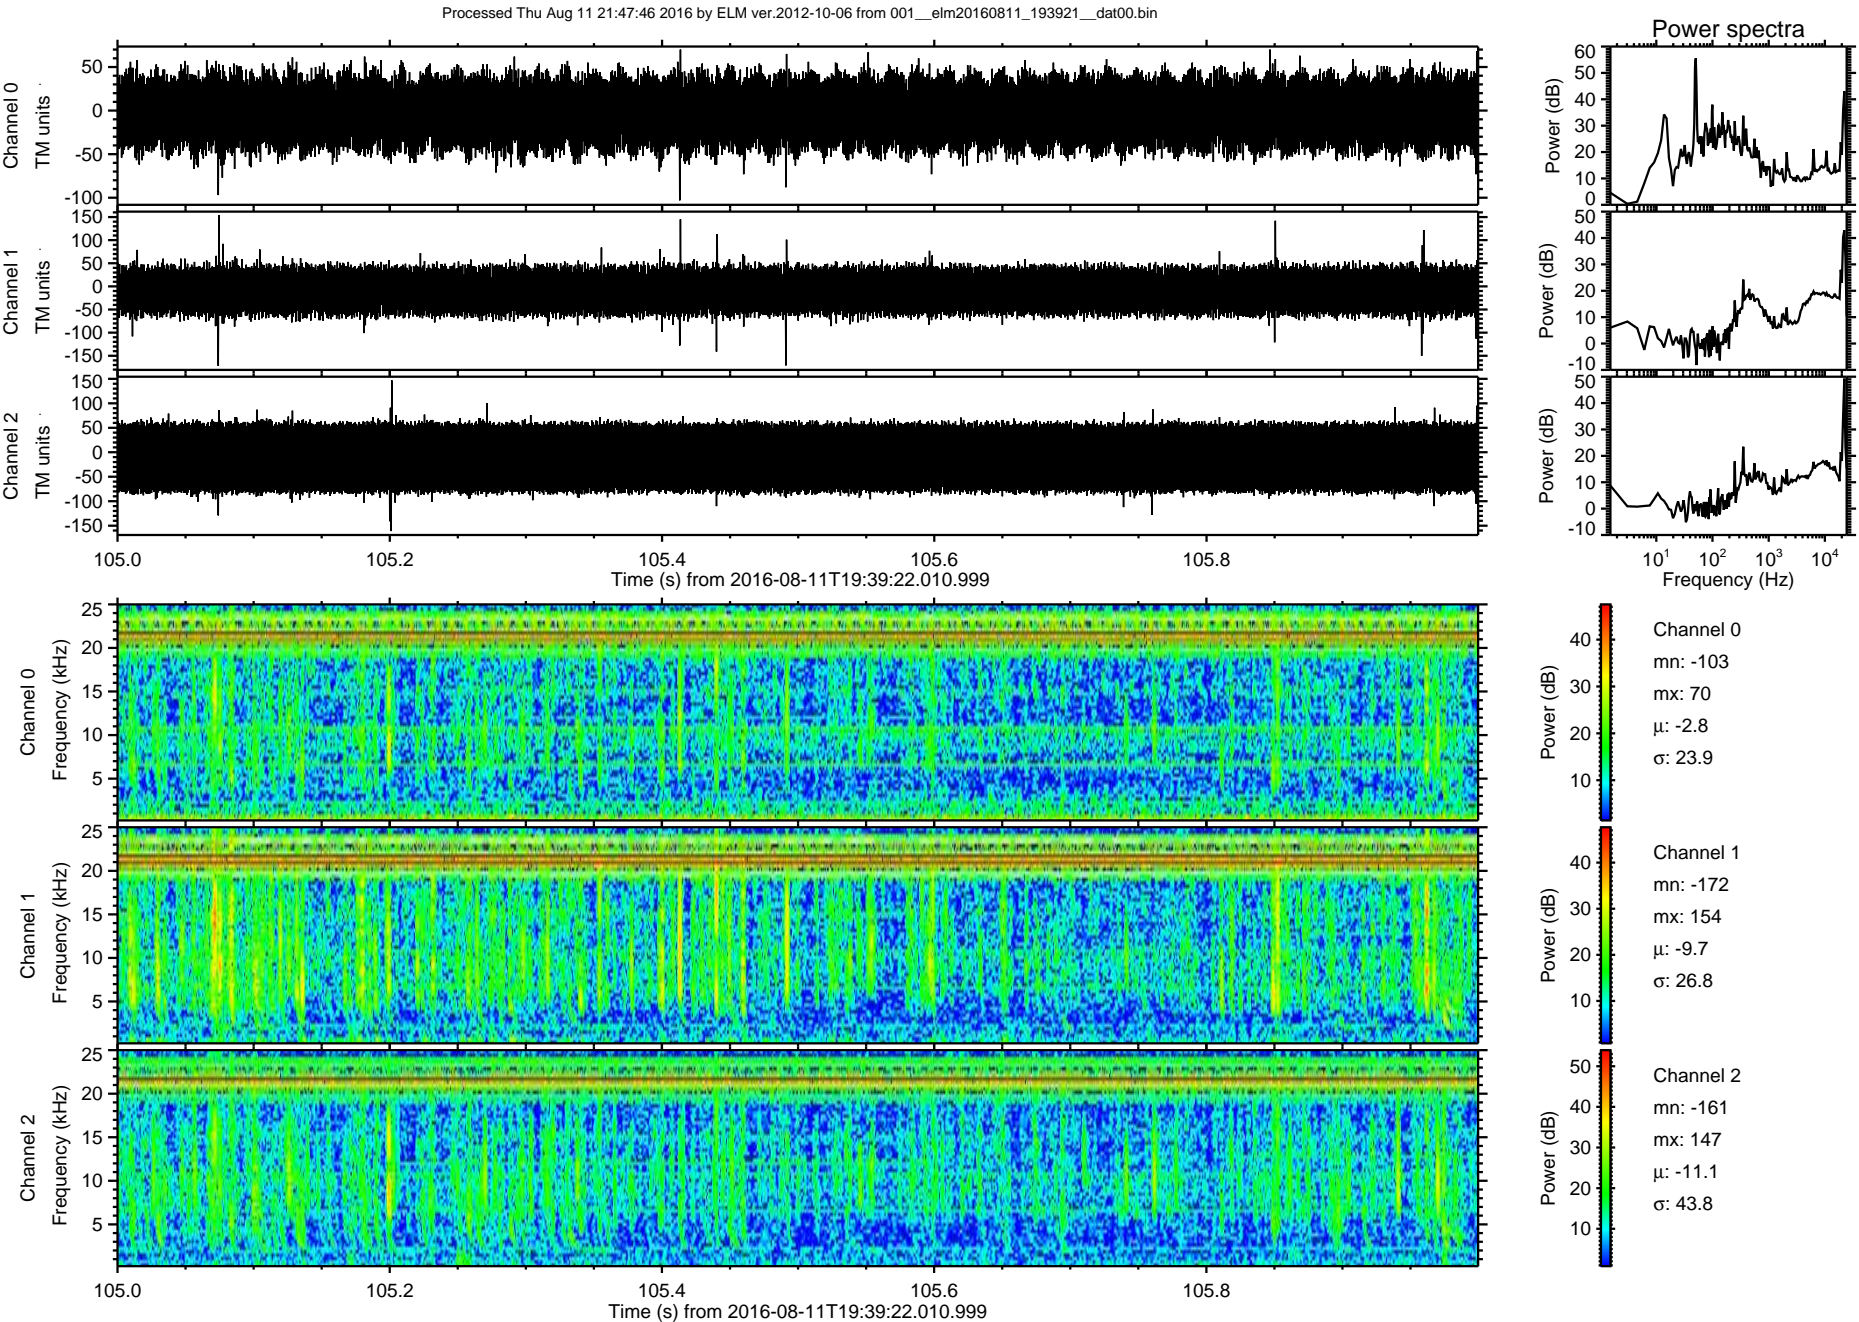 Processed Thu Aug 11 21:47:46 2016 by ELM ver.2012-10-06 from 001__elm20160811_193921__dat00.bin
Power spectra
Channel 0
TM units
50
0
-50
-100
Power (dB)
60
50
40
30
20
10
0
Channel 1
TM units
150
100
50
0
-50
-100
-150
Power (dB)
50
40
30
20
10
0
-10
Channel 2
TM units
150
100
50
0
-50
-100
-150
Power (dB)
50
40
30
20
10
0
-10
105.0 105.2 105.4 105.6 105.8
Time (s) from 2016-08-11T19:39:22.010.999
10^1 10^2 10^3 10^4
Frequency (Hz)
Channel 0
Frequency (kHz)
25
20
15
10
5
Power (dB)
40
30
20
10
Channel 0
mn: -103
mx: 70
μ: -2.8
σ: 23.9
Channel 1
Frequency (kHz)
25
20
15
10
5
Power (dB)
40
30
20
10
Channel 1
mn: -172
mx: 154
μ: -9.7
σ: 26.8
Channel 2
Frequency (kHz)
25
20
15
10
5
Power (dB)
50
40
30
20
10
Channel 2
mn: -161
mx: 147
μ: -11.1
σ: 43.8
105.0 105.2 105.4 105.6 105.8
Time (s) from 2016-08-11T19:39:22.010.999